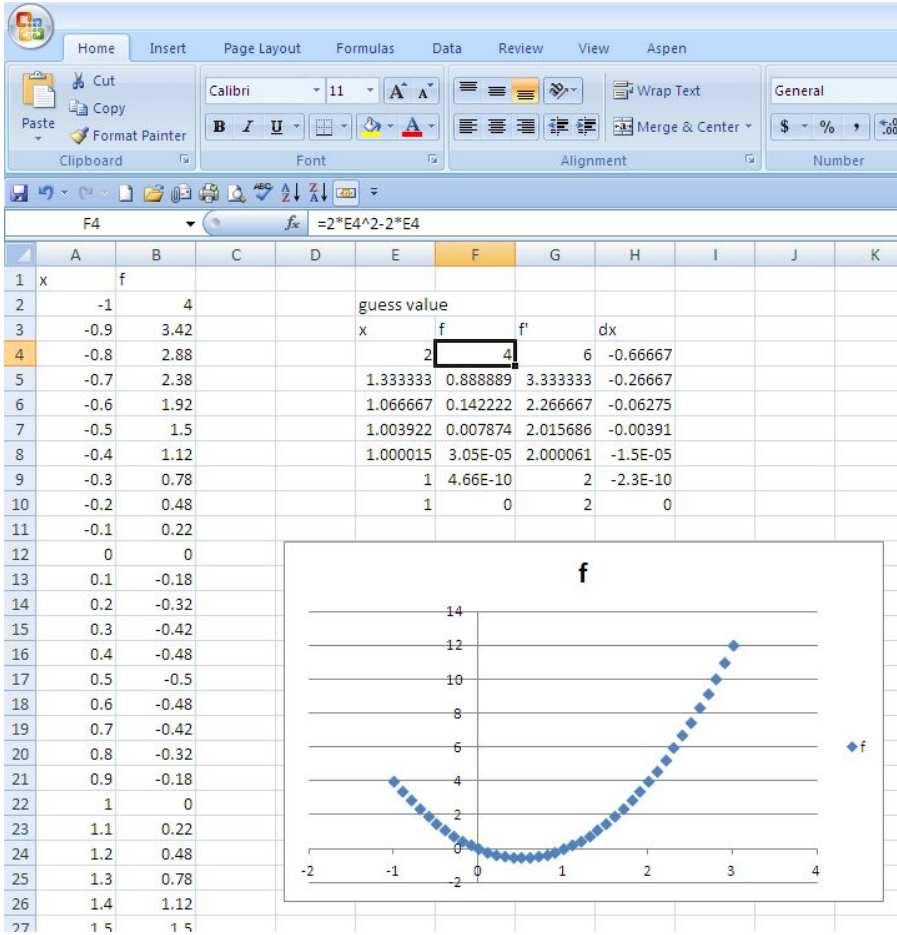 Home Insert Page Layout Formulas Data Review View Aspen
Cut
Copy
Paste
Format Painter
Clipboard
Calibri 11
B I U
Font
Wrap Text
Merge & Center
Alignment
General
$ % ,
Number
F4 fx =2*E4^2-2*E4
A B C D E F G H I J K
1 x f
2 -1 4 guess value
3 -0.9 3.42 x f f' dx
4 -0.8 2.88 2 4 6 -0.66667
5 -0.7 2.38 1.333333 0.888889 3.333333 -0.26667
6 -0.6 1.92 1.066667 0.142222 2.266667 -0.06275
7 -0.5 1.5 1.003922 0.007874 2.015686 -0.00391
8 -0.4 1.12 1.000015 3.05E-05 2.000061 -1.5E-05
9 -0.3 0.78 1 4.66E-10 2 -2.3E-10
10 -0.2 0.48 1 0 2 0
11 -0.1 0.22
12 0 0
13 0.1 -0.18
14 0.2 -0.32
15 0.3 -0.42
16 0.4 -0.48
17 0.5 -0.5
18 0.6 -0.48
19 0.7 -0.42
20 0.8 -0.32
21 0.9 -0.18
22 1 0
23 1.1 0.22
24 1.2 0.48
25 1.3 0.78
26 1.4 1.12
27 1.5 1.5
f
14
12
10
8
6
4
2
0
-2
-2 -1 0 1 2 3 4
f